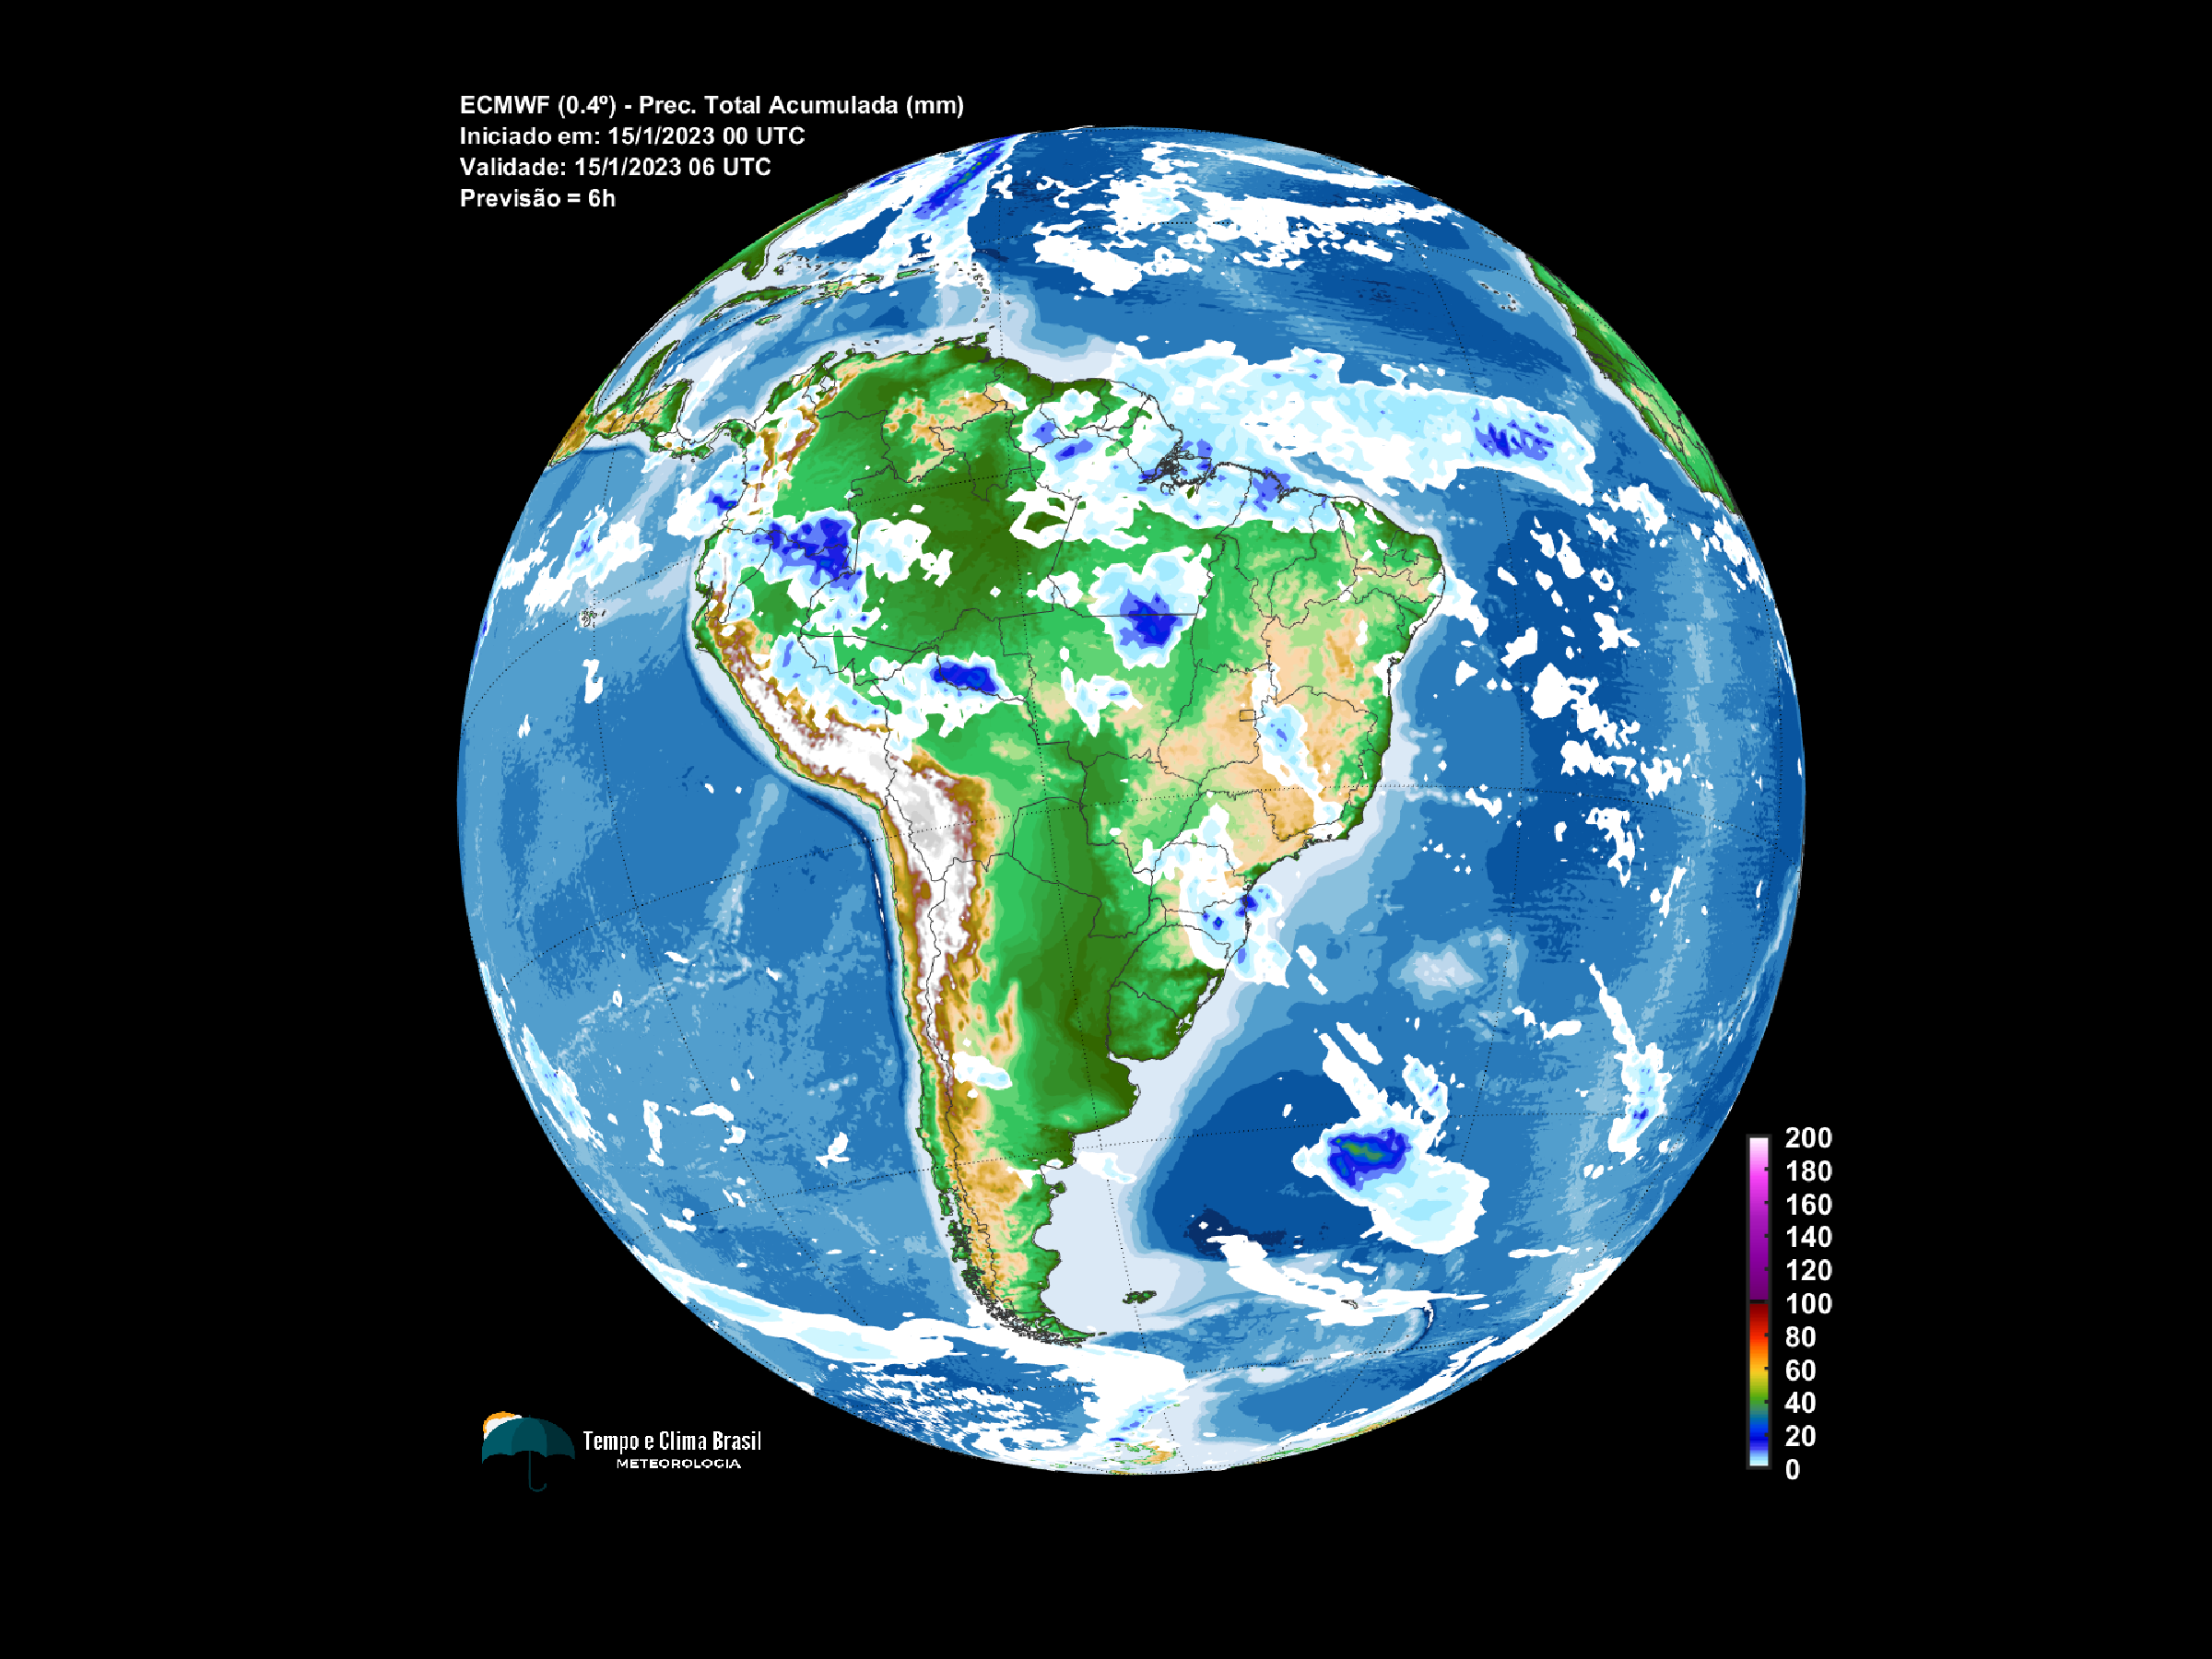 ECMWF (0.4º) - Prec. Total Acumulada (mm)
Iniciado em: 15/1/2023 00 UTC
Validade: 15/1/2023 06 UTC
Previsão = 6h
200
180
160
140
120
100
80
60
40
20
0
Tempo e Clima Brasil
METEOROLOGIA